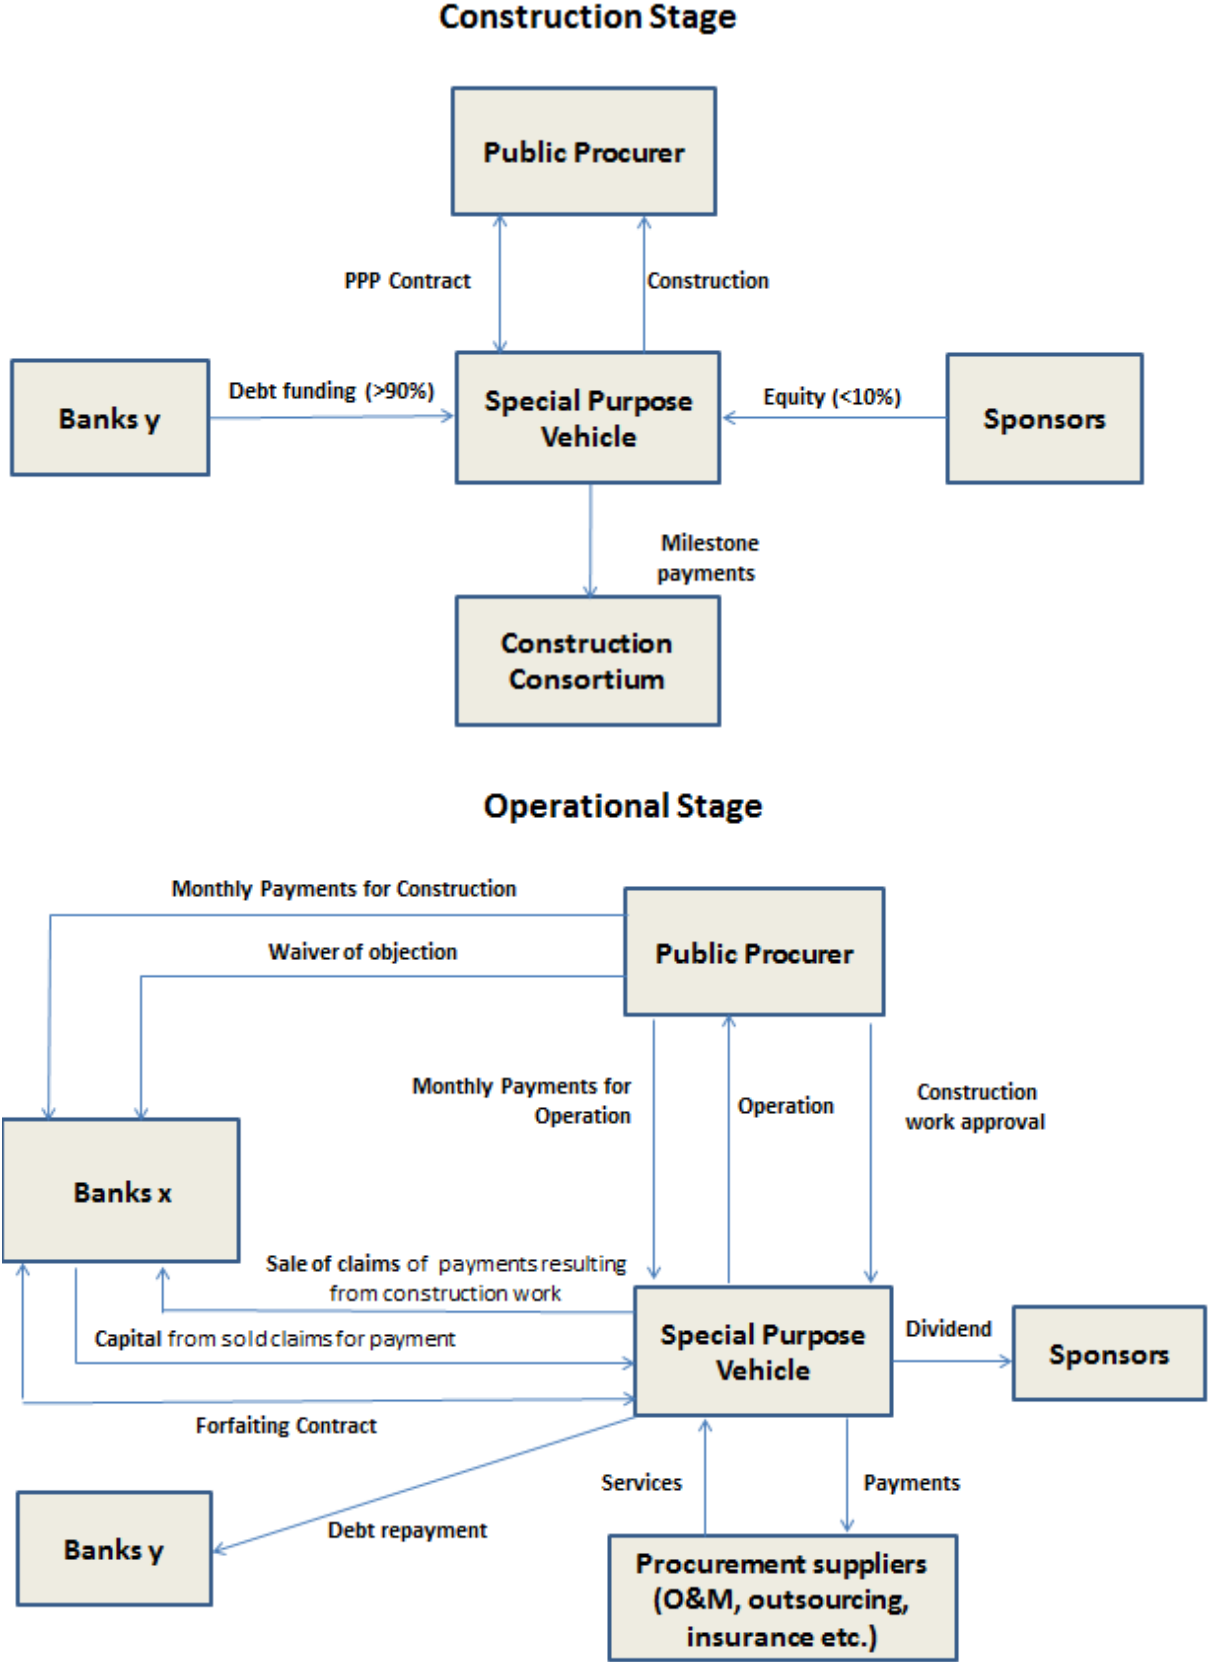 Construction Stage
Public Procurer
PPP Contract
Construction
Banks y
Debt funding (>90%)
Special Purpose
Vehicle
Equity (<10%)
Sponsors
Milestone
payments
Construction
Consortium
Operational Stage
Monthly Payments for Construction
Waiver of objection
Public Procurer
Monthly Payments for
Operation
Operation
Construction
work approval
Banks x
Sale of claims of payments resulting
from construction work
Capital from sold claims for payment
Forfaiting Contract
Special Purpose
Vehicle
Dividend
Sponsors
Services
Payments
Banks y
Debt repayment
Procurement suppliers
(O&M, outsourcing,
insurance etc.)